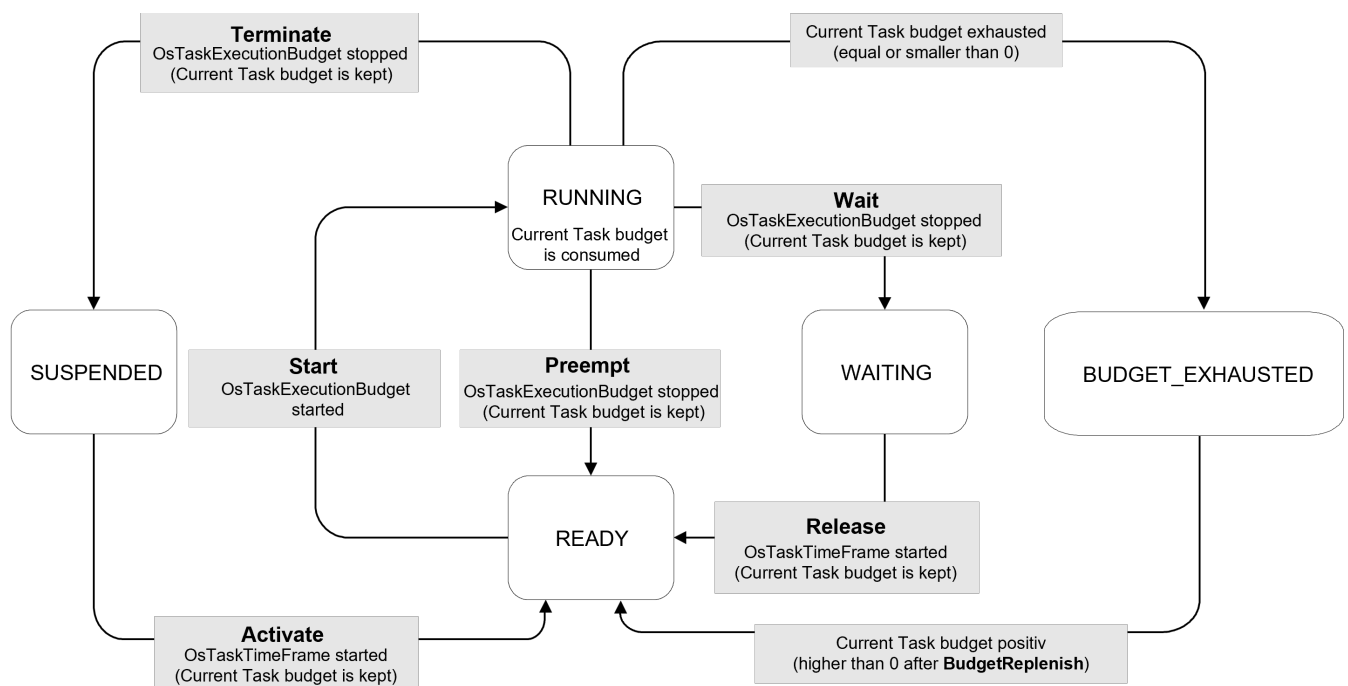 Terminate
OsTaskExecutionBudget stopped
(Current Task budget is kept)
Current Task budget exhausted
(equal or smaller than 0)
RUNNING
Current Task budget
is consumed
Wait
OsTaskExecutionBudget stopped
(Current Task budget is kept)
SUSPENDED
Start
OsTaskExecutionBudget
started
Preempt
OsTaskExecutionBudget stopped
(Current Task budget is kept)
WAITING
BUDGET_EXHAUSTED
READY
Release
OsTaskTimeFrame started
(Current Task budget is kept)
Activate
OsTaskTimeFrame started
(Current Task budget is kept)
Current Task budget positiv
(higher than 0 after BudgetReplenish)